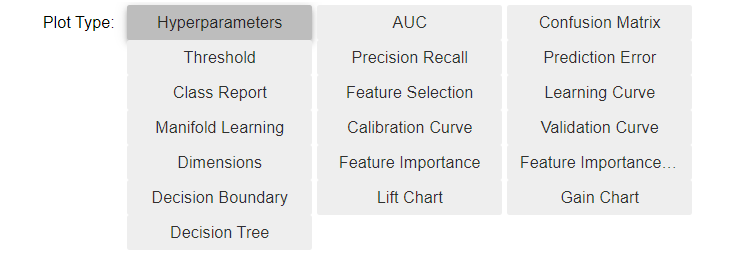 Plot Type: Hyperparameters AUC Confusion Matrix
Threshold Precision Recall Prediction Error
Class Report Feature Selection Learning Curve
Manifold Learning Calibration Curve Validation Curve
Dimensions Feature Importance Feature Importance...
Decision Boundary Lift Chart Gain Chart
Decision Tree